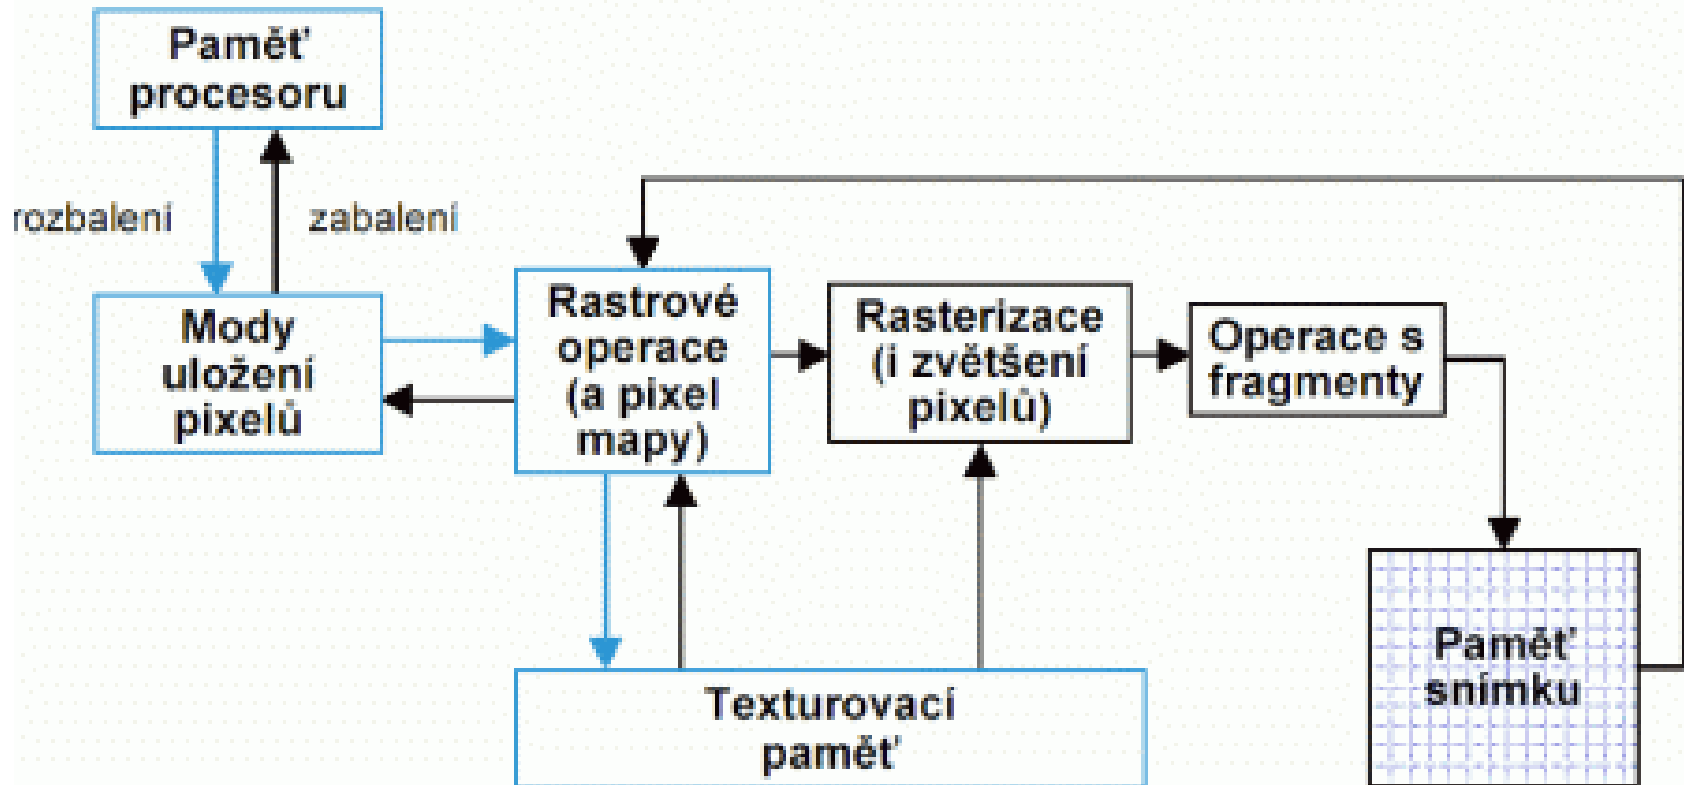 Paměť
procesoru
rozbalení
zabalení
Mody
uložení
pixelů
Rastrové
operace
(a pixel
mapy)
Rasterizace
(i zvětšení
pixelů)
Operace s
fragmenty
Texturovací
paměť
Paměť
snímku